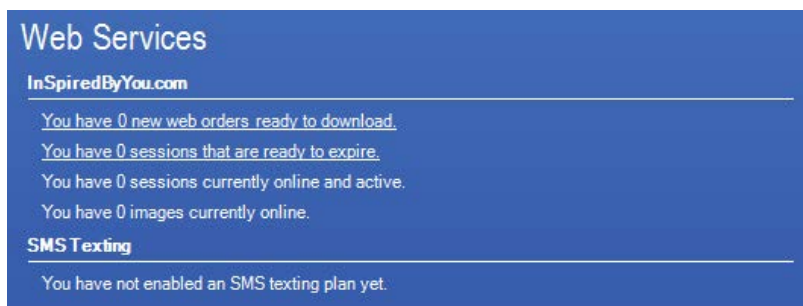 Web Services
InSpiredByYou.com
You have 0 new web orders ready to download.
You have 0 sessions that are ready to expire.
You have 0 sessions currently online and active.
You have 0 images currently online.
SMS Texting
You have not enabled an SMS texting plan yet.